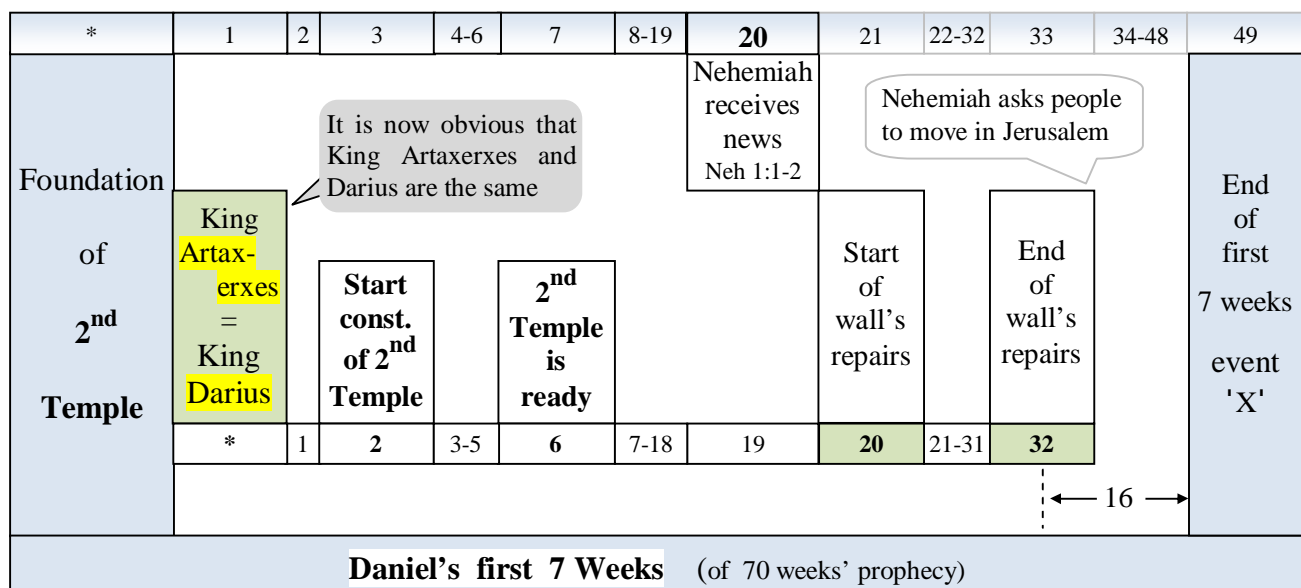 * 1 2 3 4-6 7 8-19 20 21 22-32 33 34-48 49
Foundation
of
2nd
Temple
King
Artax-
erxes
=
King
Darius
It is now obvious that
King Artaxerxes and
Darius are the same
Start
const.
of 2nd
Temple
2nd
Temple
is
ready
Nehemiah
receives
news
Neh 1:1-2
Start
of
wall's
repairs
Nehemiah asks people
to move in Jerusalem
End
of
wall's
repairs
End
of
first
7 weeks
event
'X'
* 1 2 3-5 6 7-18 19 20 21-31 32
16
Daniel's first 7 Weeks (of 70 weeks' prophecy)